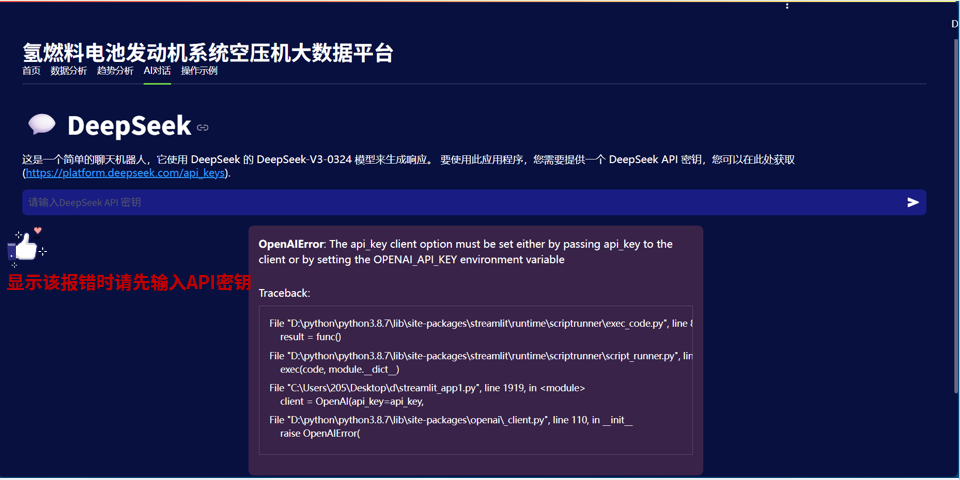 D
氢燃料电池发动机系统空压机大数据平台
首页 数据分析 趋势分析 AI对话 操作示例
DeepSeek
这是一个简单的聊天机器人，它使用 DeepSeek 的 DeepSeek-V3-0324 模型来生成响应。 要使用此应用程序，您需要提供一个 DeepSeek API 密钥，您可以在此处获取
(https://platform.deepseek.com/api_keys).
请输入DeepSeek API 密钥
显示该报错时请先输入API密钥
OpenAIError: The api_key client option must be set either by passing api_key to the
client or by setting the OPENAI_API_KEY environment variable
Traceback:
File "D:\python\python3.8.7\lib\site-packages\streamlit\runtime\scriptrunner\exec_code.py", line 8
result = func()
File "D:\python\python3.8.7\lib\site-packages\streamlit\runtime\scriptrunner\script_runner.py", lin
exec(code, module.__dict__)
File "C:\Users\205\Desktop\d\streamlit_app1.py", line 1919, in <module>
client = OpenAI(api_key=api_key,
File "D:\python\python3.8.7\lib\site-packages\openai\_client.py", line 110, in __init__
raise OpenAIError(